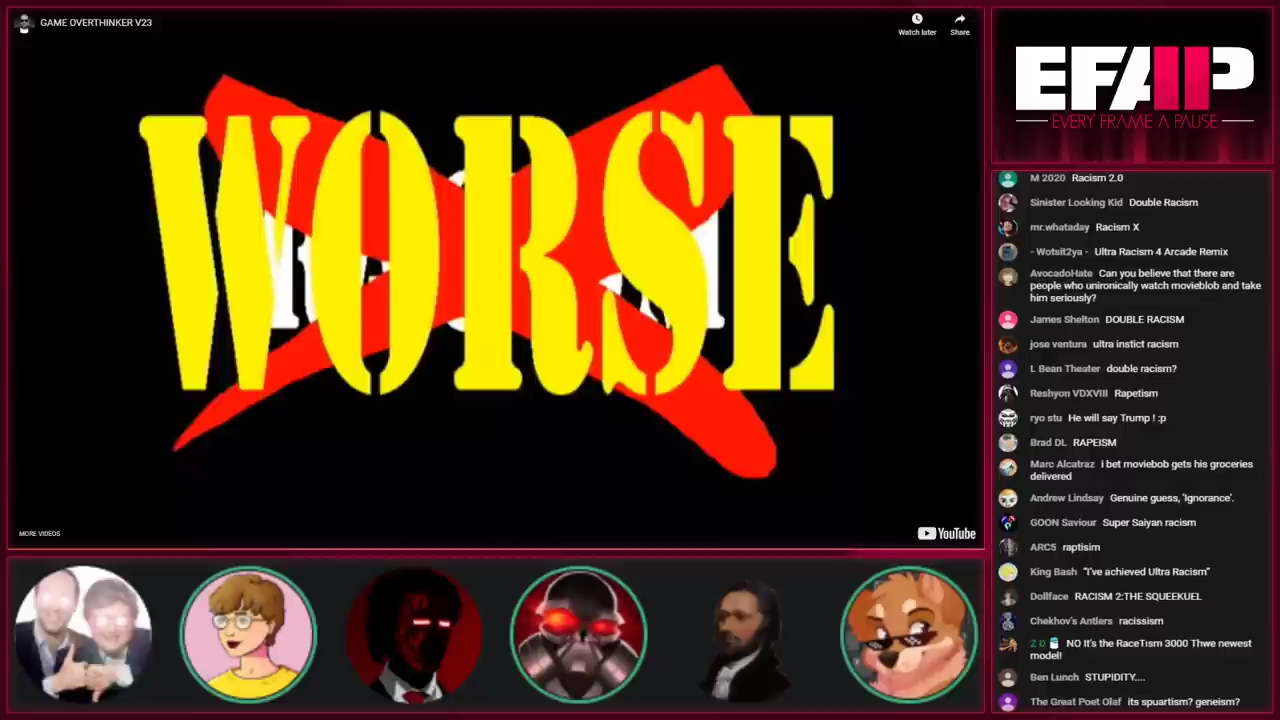 GAME OVERTHINKER V23
Watch later
Share
WORSE
MORE VIDEOS
YouTube
EFAP
EVERY FRAME A PAUSE
M 2020 Racism 2.0
Sinister Looking Kid Double Racism
mr.whataday Racism X
- Wotsit2ya - Ultra Racism 4 Arcade Remix
AvocadoHate Can you believe that there are
people who unironically watch movieblob and take
him seriously?
James Shelton DOUBLE RACISM
jose ventura ultra instict racism
L Bean Theater double racism?
Reshyon VDXVIII Rapetism
ryo stu He will say Trump ! :p
Brad DL RAPEISM
Marc Alcatraz i bet moviebob gets his groceries
delivered
Andrew Lindsay Genuine guess, 'Ignorance'.
GOON Saviour Super Saiyan racism
ARC5 raptisim
King Bash "I've achieved Ultra Racism"
Dollface RACISM 2:THE SQUEEKUEL
Chekhov's Antlers racissism
Z D NO It's the RaceTism 3000 Thwe newest
model!
Ben Lunch STUPIDITY....
The Great Poet Olaf its spuartism? geneism?